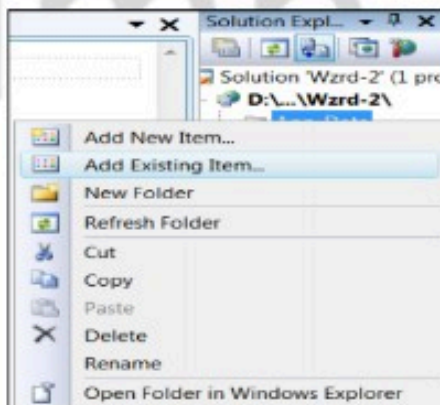 Solution Expl...
Solution 'Wzrd-2' (1 pro
D:\...\Wzrd-2\
App_Data
Add New Item...
Add Existing Item...
New Folder
Refresh Folder
Cut
Copy
Paste
Delete
Rename
Open Folder in Windows Explorer